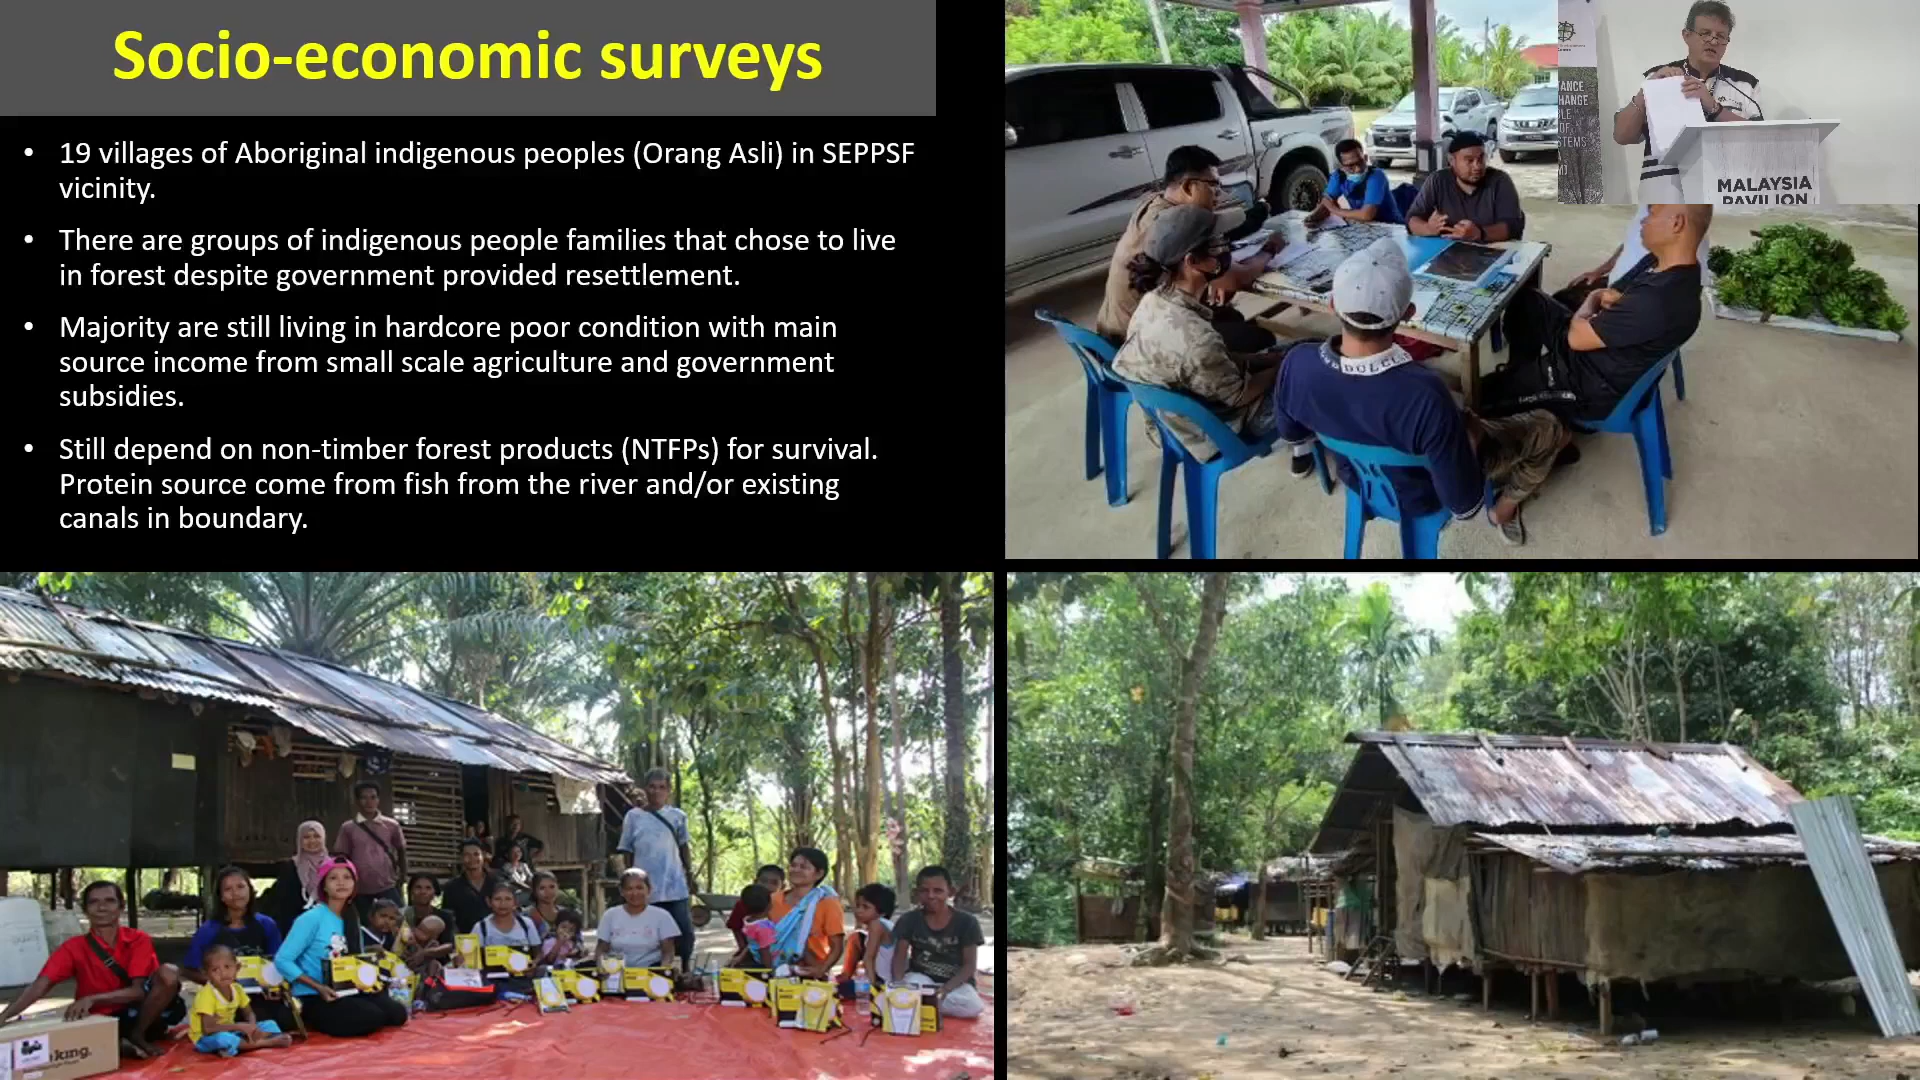 Socio-economic surveys
• 19 villages of Aboriginal indigenous peoples (Orang Asli) in SEPPSF
vicinity.
• There are groups of indigenous people families that chose to live
in forest despite government provided resettlement.
• Majority are still living in hardcore poor condition with main
source income from small scale agriculture and government
subsidies.
• Still depend on non-timber forest products (NTFPs) for survival.
Protein source come from fish from the river and/or existing
canals in boundary.
MALAYSIA
PAVILION